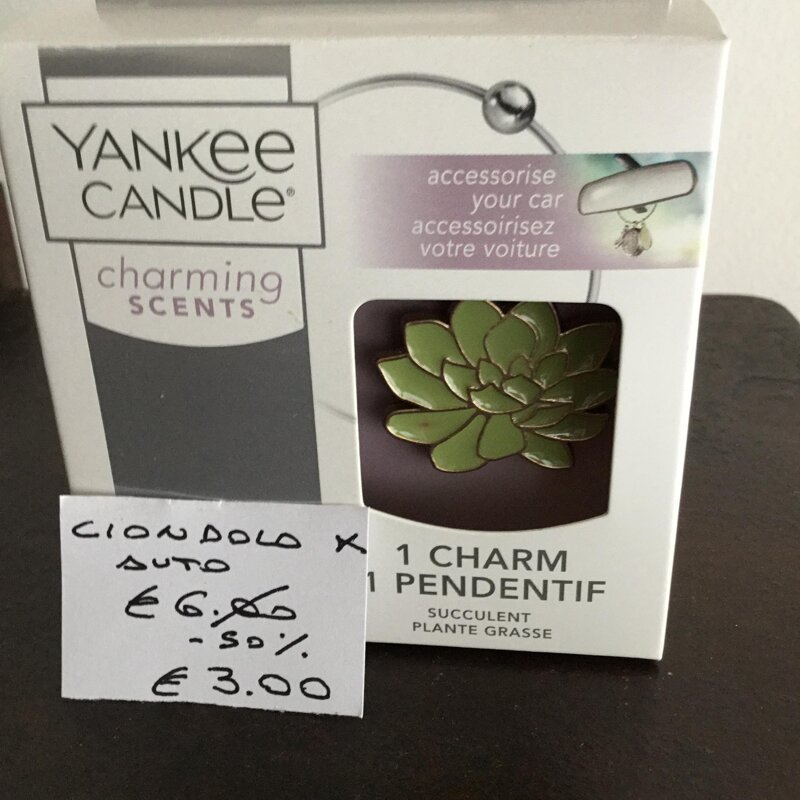 YANKEE
CANDLE®
charming
SCENTS
accessorise
your car
accessoirisez
votre voiture
1 CHARM
1 PENDENTIF
SUCCULENT
PLANTE GRASSE
CIONDOLO X
AUTO
€ 6.00
-50%
€ 3.00